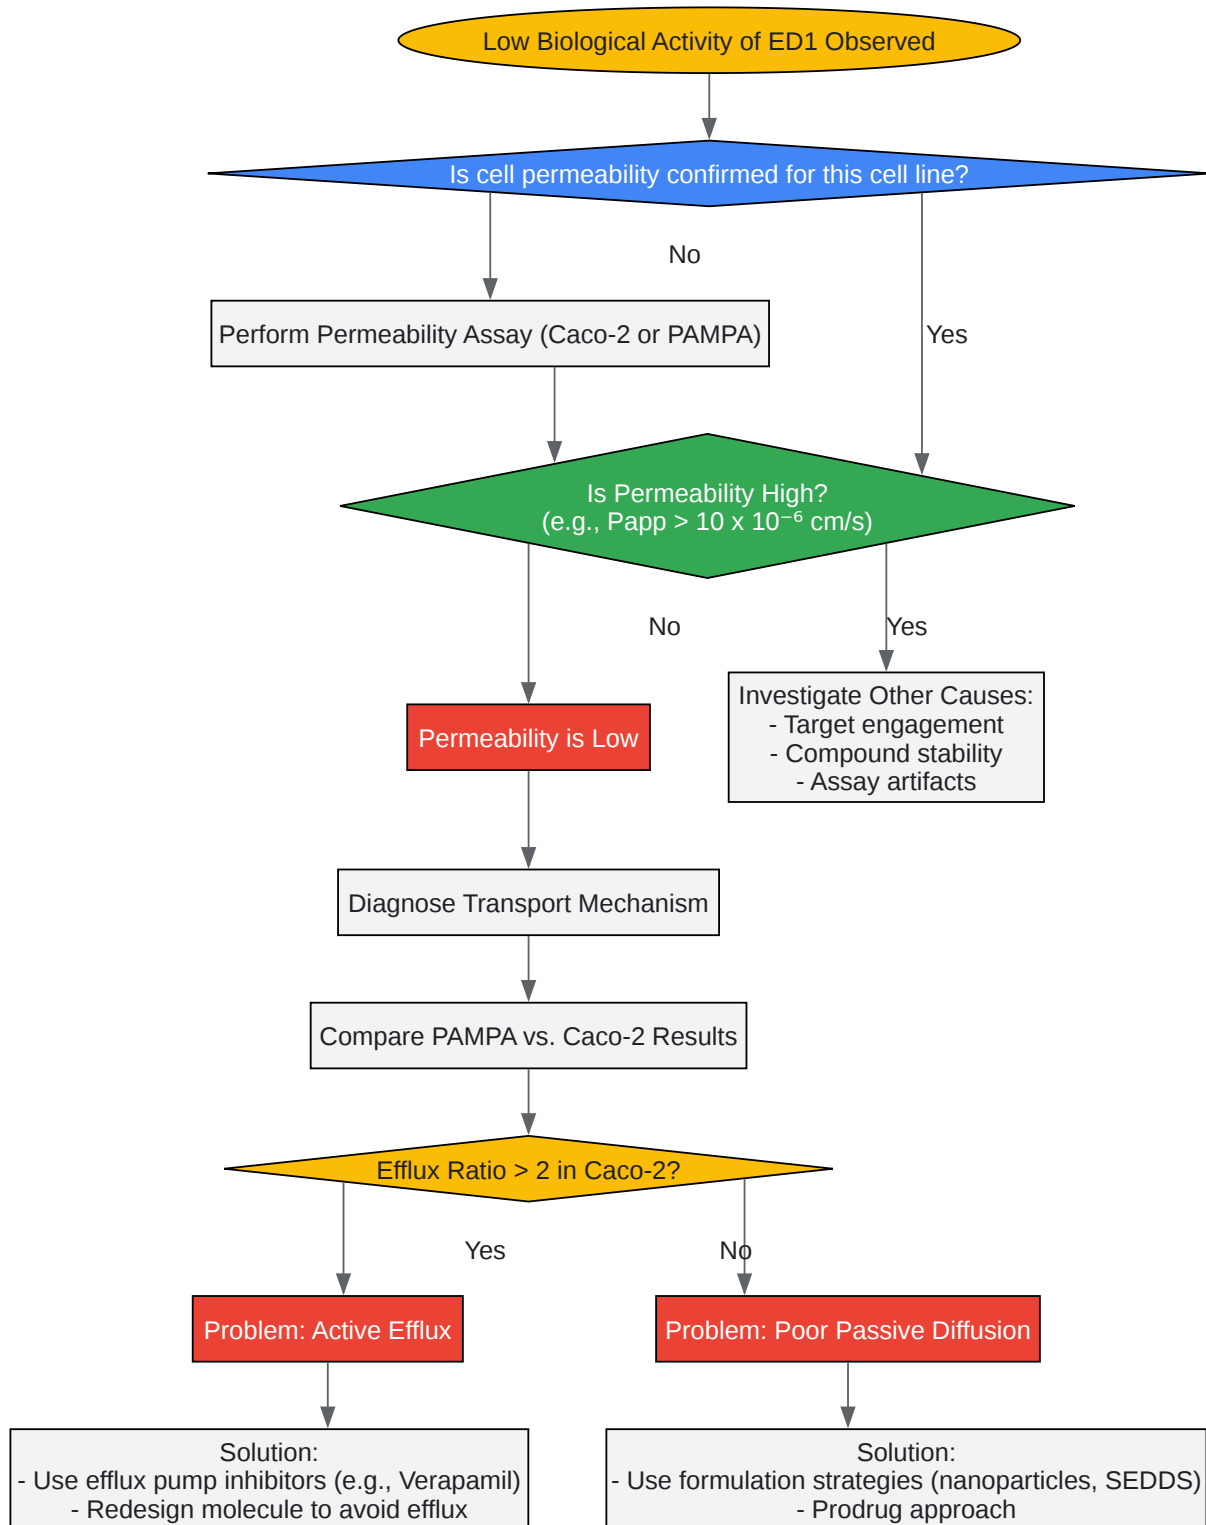 Low Biological Activity of ED1 Observed
Is cell permeability confirmed for this cell line?
No
Perform Permeability Assay (Caco-2 or PAMPA)
Yes
Is Permeability High?
(e.g., Papp > 10 x 10⁻⁶ cm/s)
No
Yes
Investigate Other Causes:
- Target engagement
- Compound stability
- Assay artifacts
Permeability is Low
Diagnose Transport Mechanism
Compare PAMPA vs. Caco-2 Results
Efflux Ratio > 2 in Caco-2?
Yes
No
Problem: Active Efflux
Problem: Poor Passive Diffusion
Solution:
- Use efflux pump inhibitors (e.g., Verapamil)
- Redesign molecule to avoid efflux
Solution:
- Use formulation strategies (nanoparticles, SEDDS)
- Prodrug approach